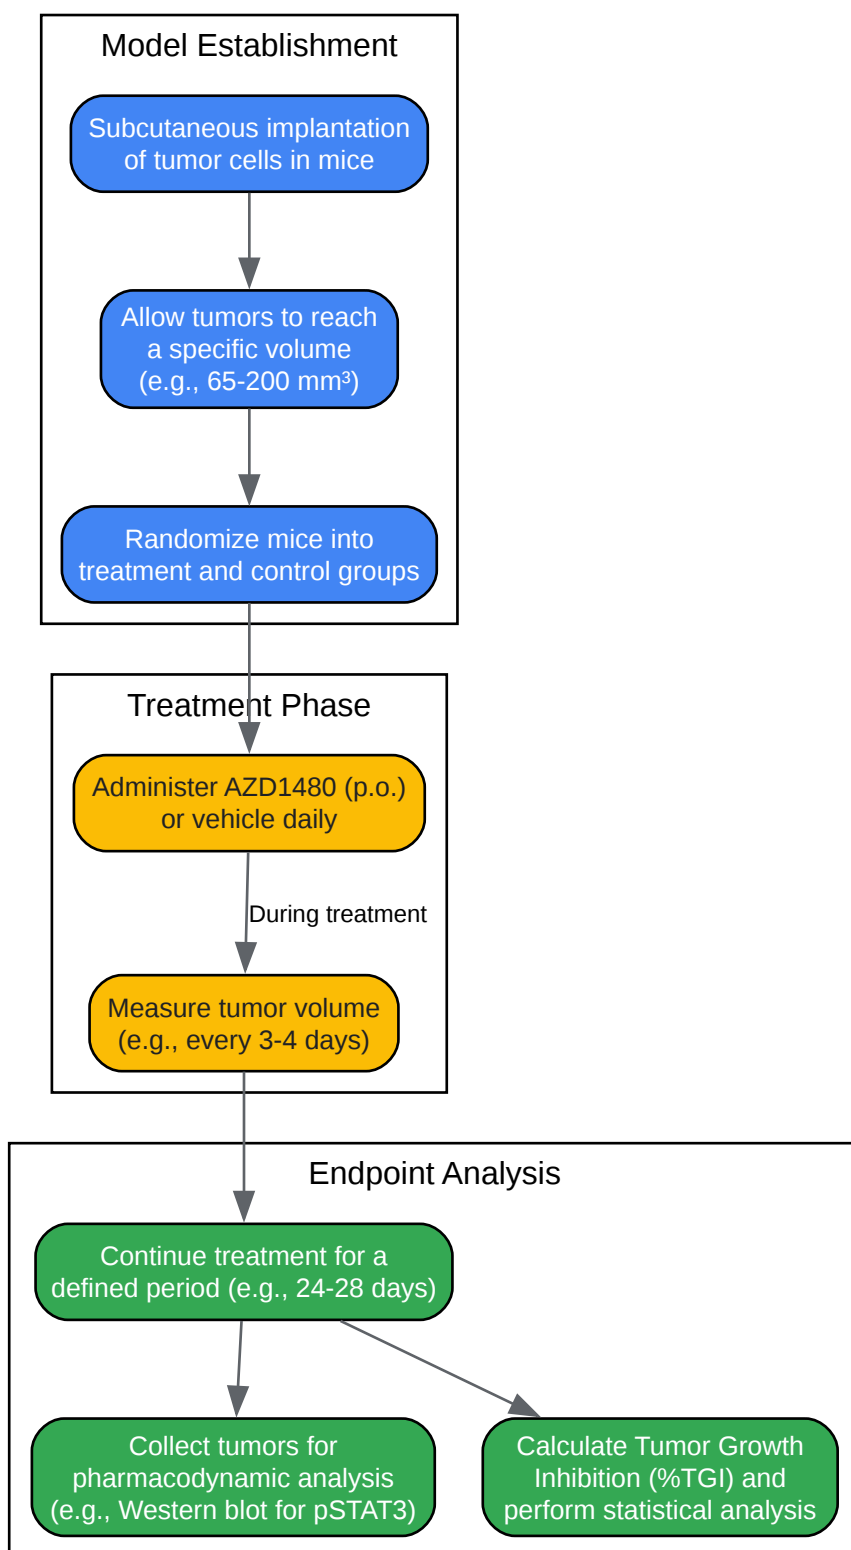 Model Establishment
Subcutaneous implantation
of tumor cells in mice
Allow tumors to reach
a specific volume
(e.g., 65-200 mm³)
Randomize mice into
treatment and control groups
Treatment Phase
Administer AZD1480 (p.o.)
or vehicle daily
During treatment
Measure tumor volume
(e.g., every 3-4 days)
Endpoint Analysis
Continue treatment for a
defined period (e.g., 24-28 days)
Collect tumors for
pharmacodynamic analysis
(e.g., Western blot for pSTAT3)
Calculate Tumor Growth
Inhibition (%TGI) and
perform statistical analysis